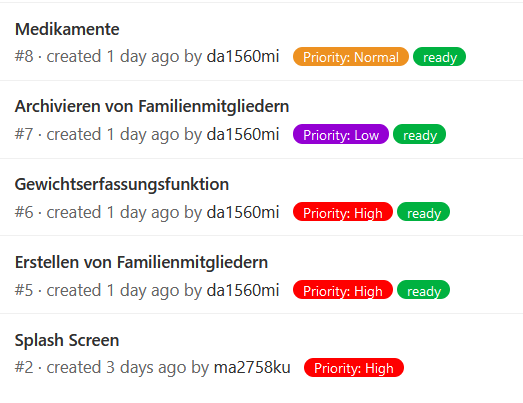 Medikamente
#8 · created 1 day ago by da1560mi Priority: Normal ready
Archivieren von Familienmitgliedern
#7 · created 1 day ago by da1560mi Priority: Low ready
Gewichtserfassungsfunktion
#6 · created 1 day ago by da1560mi Priority: High ready
Erstellen von Familienmitgliedern
#5 · created 1 day ago by da1560mi Priority: High ready
Splash Screen
#2 · created 3 days ago by ma2758ku Priority: High